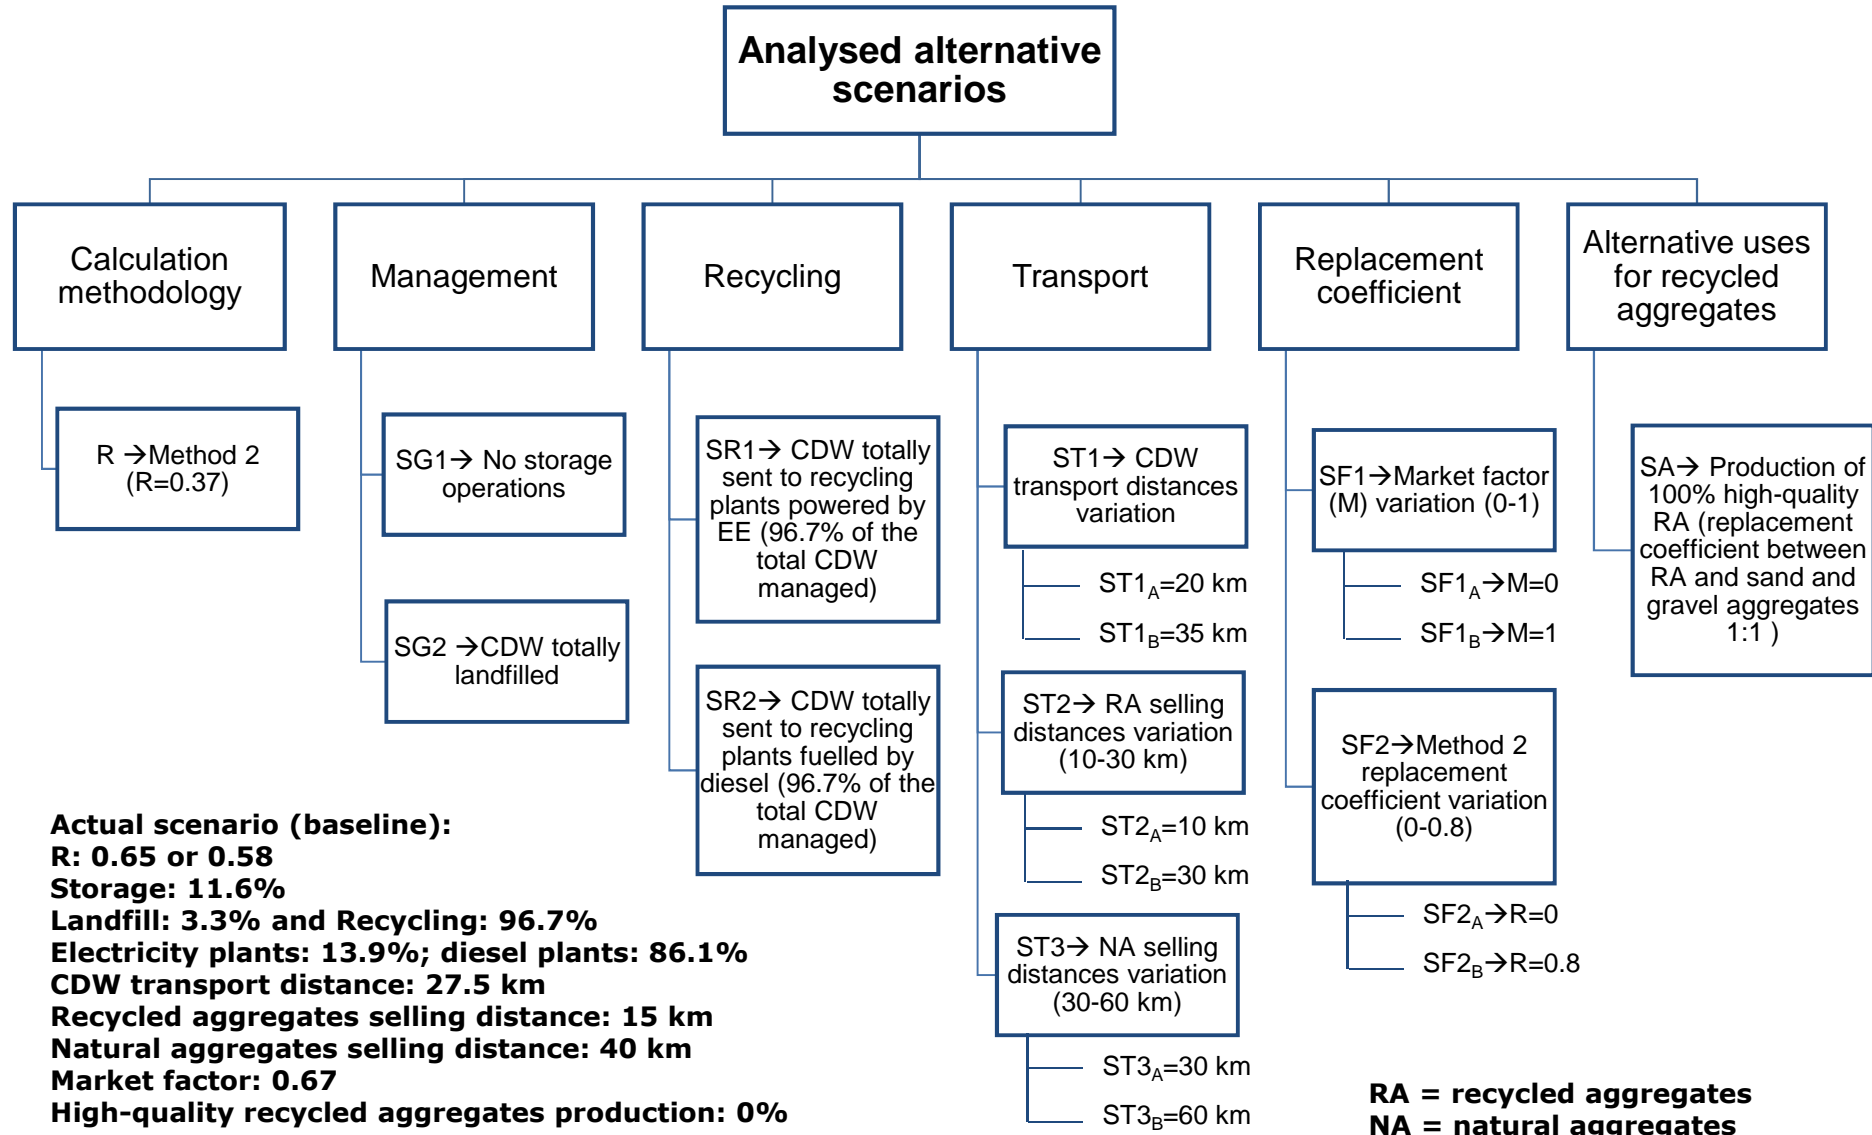 Analysed alternative
scenarios
Calculation
methodology
R →Method 2
(R=0.37)
Management
SG1→ No storage
operations
SG2 →CDW totally
landfilled
Recycling
SR1→ CDW totally
sent to recycling
plants powered by
EE (96.7% of the
total CDW
managed)
SR2→ CDW totally
sent to recycling
plants fuelled by
diesel (96.7% of the
total CDW
managed)
Transport
ST1→ CDW
transport distances
variation
ST1A=20 km
ST1B=35 km
ST2→ RA selling
distances variation
(10-30 km)
ST2A=10 km
ST2B=30 km
ST3→ NA selling
distances variation
(30-60 km)
ST3A=30 km
ST3B=60 km
Replacement
coefficient
SF1→Market factor
(M) variation (0-1)
SF1A→M=0
SF1B→M=1
SF2→Method 2
replacement
coefficient variation
(0-0.8)
SF2A→R=0
SF2B→R=0.8
Alternative uses
for recycled
aggregates
SA→ Production of
100% high-quality
RA (replacement
coefficient between
RA and sand and
gravel aggregates
1:1 )
Actual scenario (baseline):
R: 0.65 or 0.58
Storage: 11.6%
Landfill: 3.3% and Recycling: 96.7%
Electricity plants: 13.9%; diesel plants: 86.1%
CDW transport distance: 27.5 km
Recycled aggregates selling distance: 15 km
Natural aggregates selling distance: 40 km
Market factor: 0.67
High-quality recycled aggregates production: 0%
RA = recycled aggregates
NA = natural aggregates